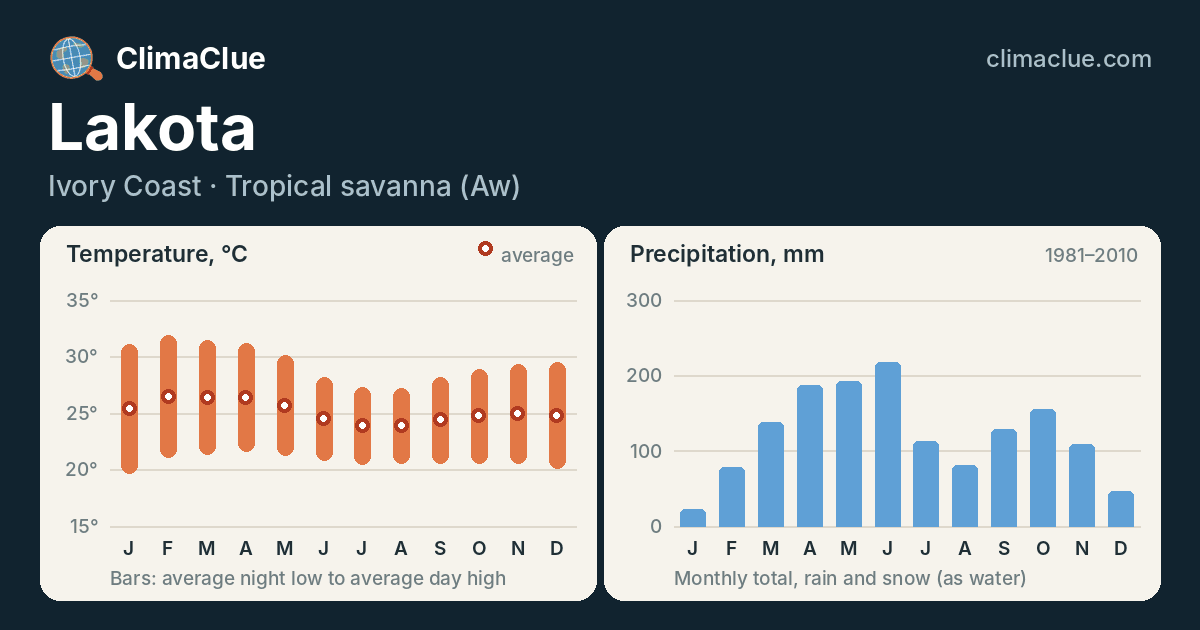 ClimaClue
climaclue.com
Lakota
Ivory Coast · Tropical savanna (Aw)
Temperature, °C
average
35°
30°
25°
20°
15°
J F M A M J J A S O N D
Bars: average night low to average day high
Precipitation, mm
1981–2010
300
200
100
0
J F M A M J J A S O N D
Monthly total, rain and snow (as water)